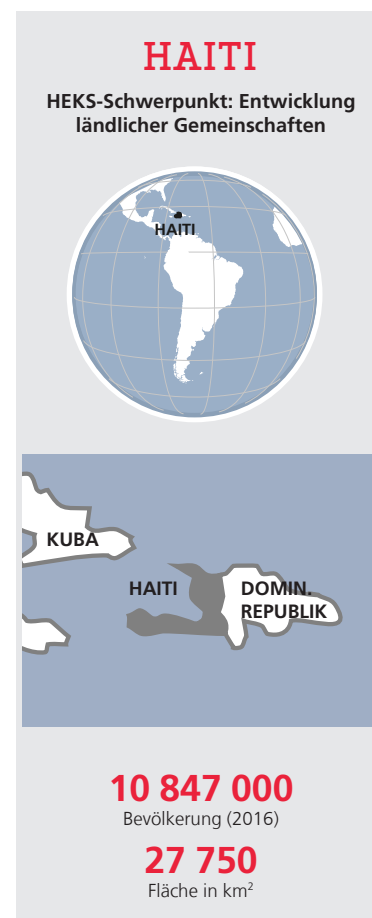 HAITI
HEKS-Schwerpunkt: Entwicklung
ländlicher Gemeinschaften
HAITI
KUBA
HAITI
DOMIN.
REPUBLIK
10 847 000
Bevölkerung (2016)
27 750
Fläche in km²